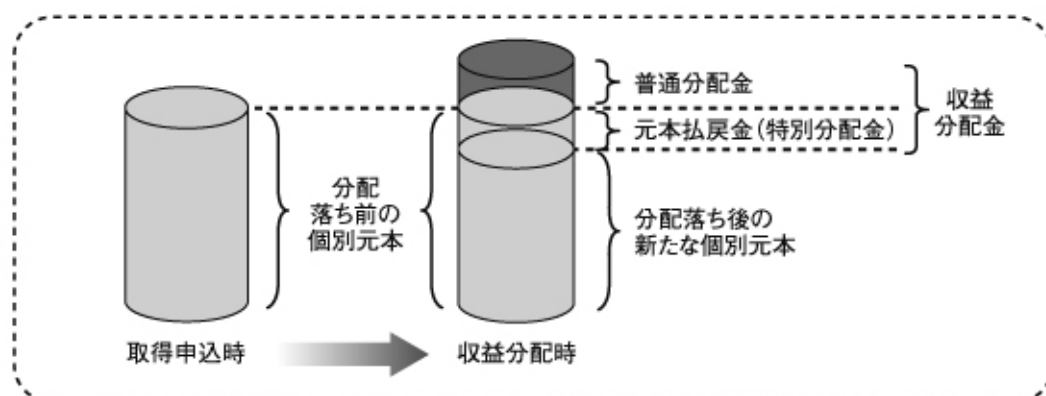 普通分配金
元本払戻金(特別分配金)
収益
分配金
分配
落ち前の
個別元本
分配落ち後の
新たな個別元本
取得申込時
収益分配時